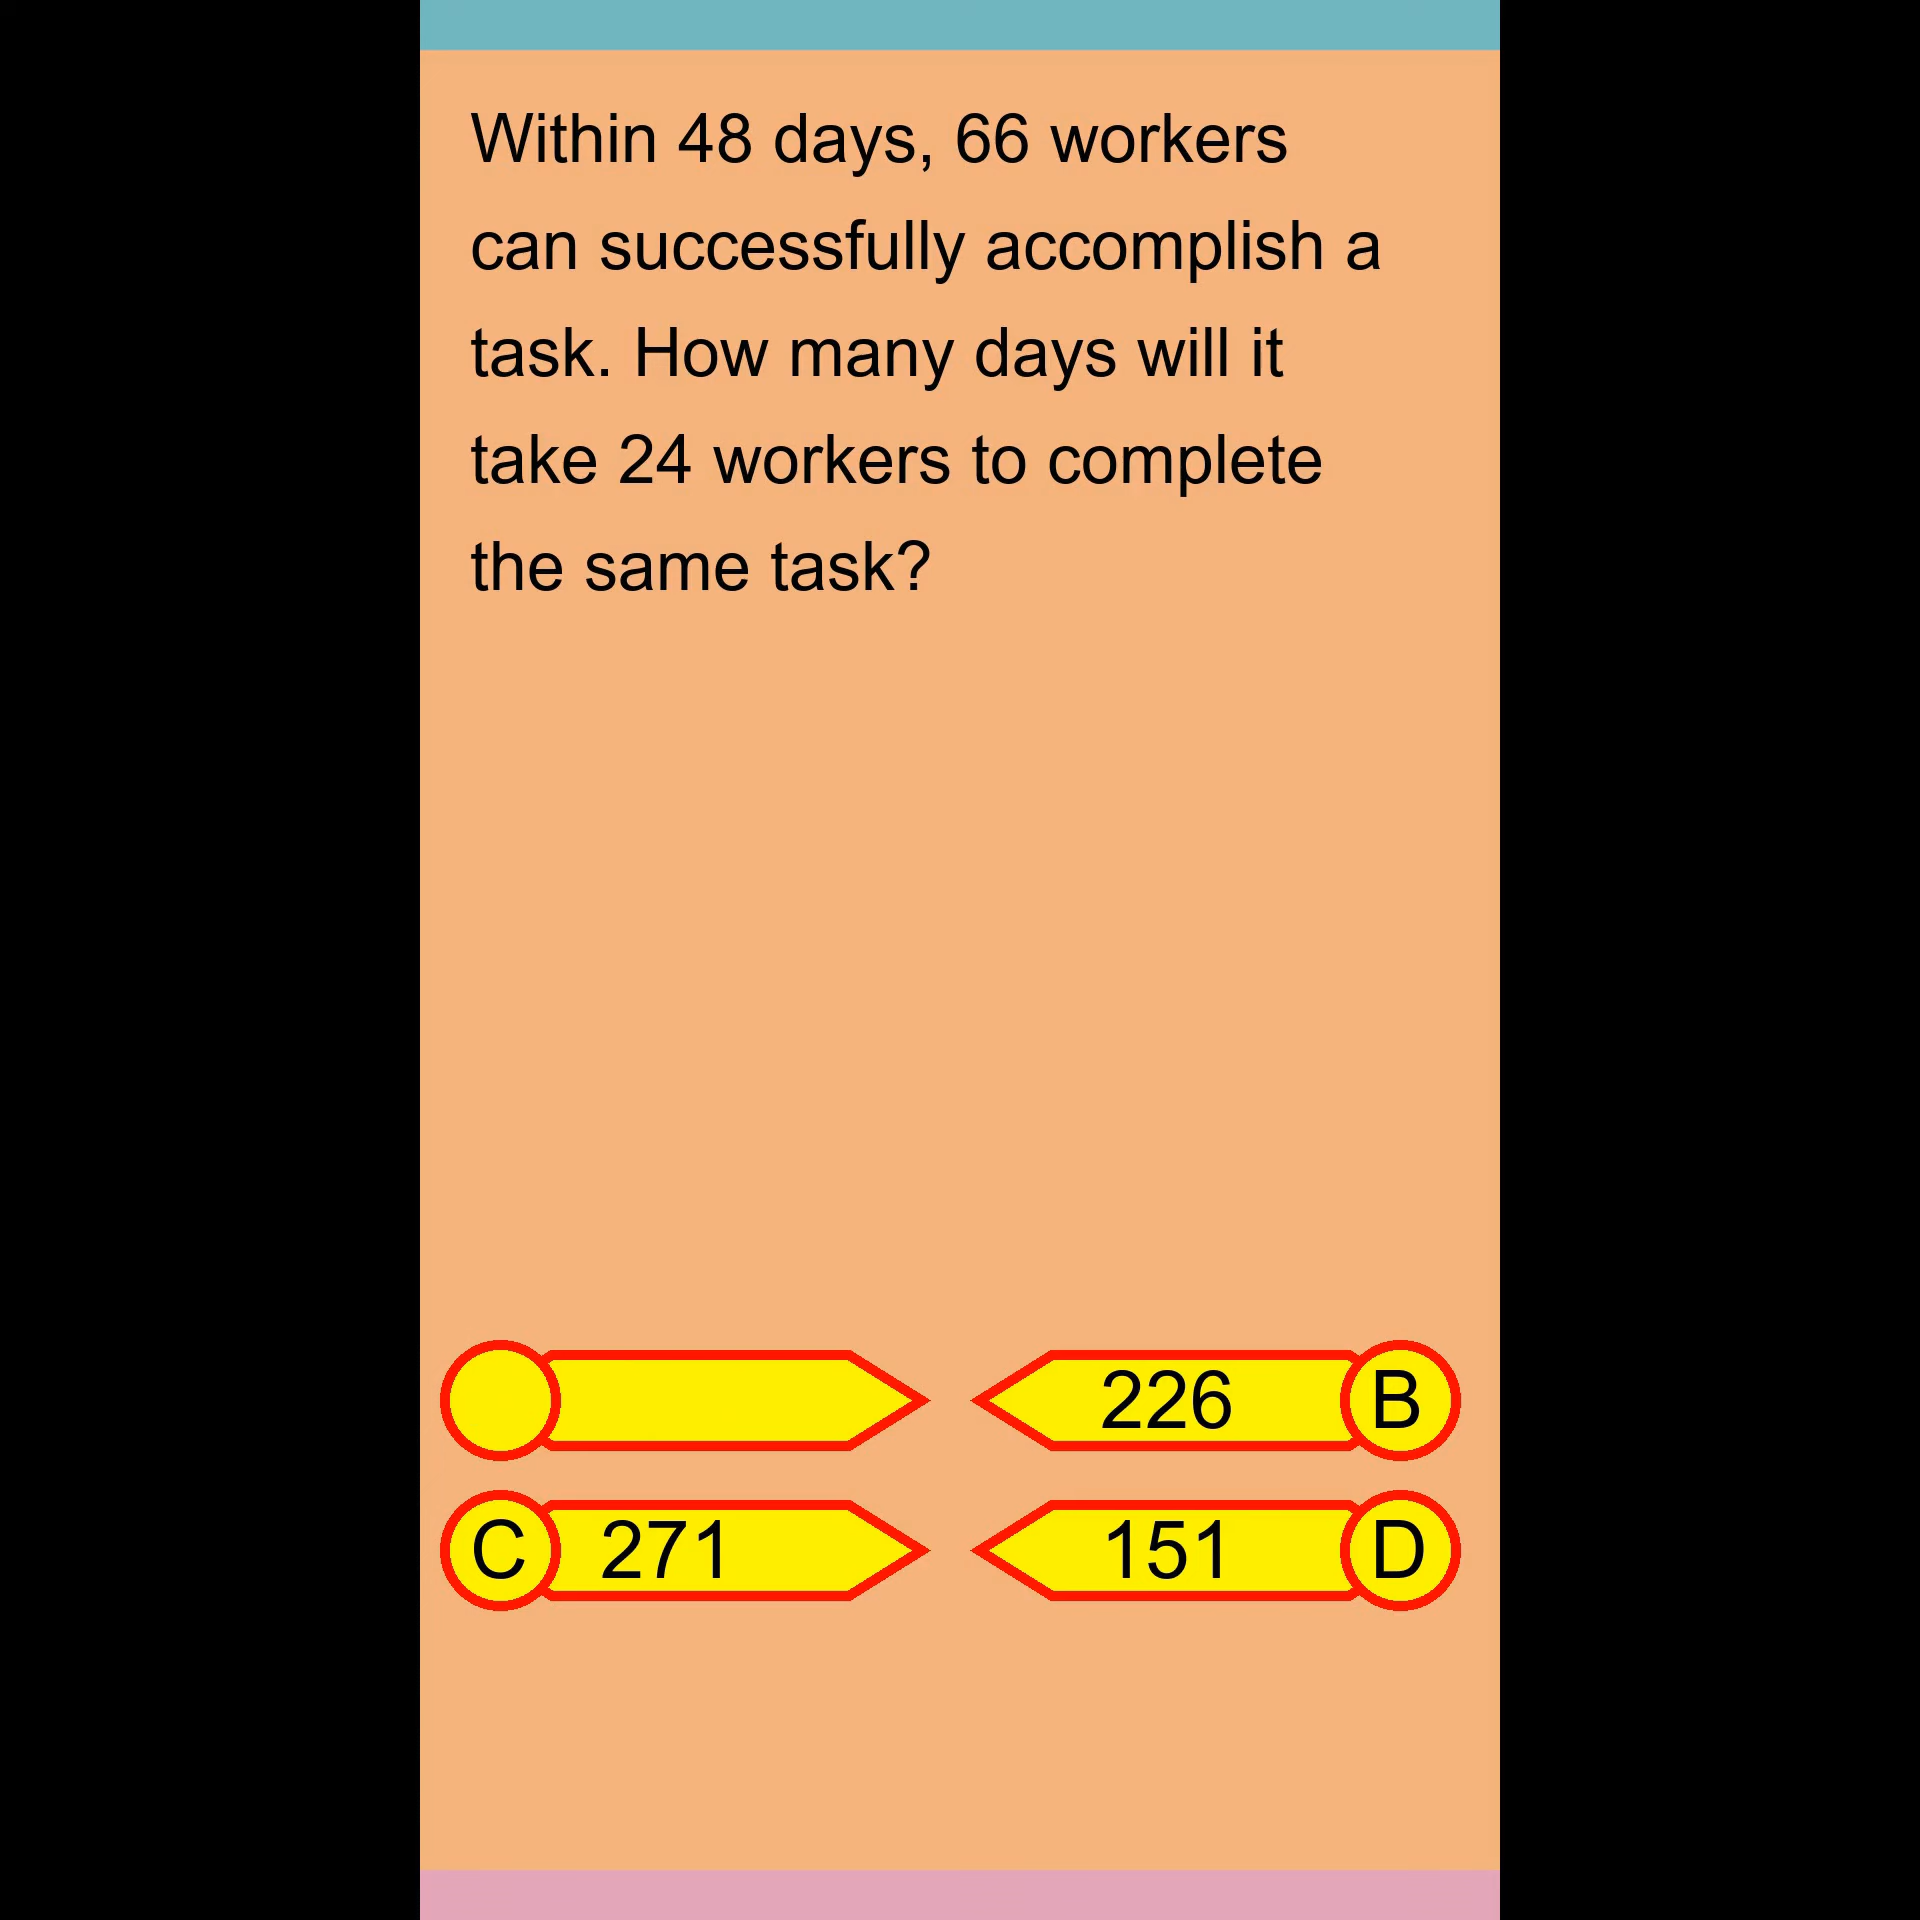 Within 48 days, 66 workers
can successfully accomplish a
task. How many days will it
take 24 workers to complete
the same task?
226 B
C 271
151 D